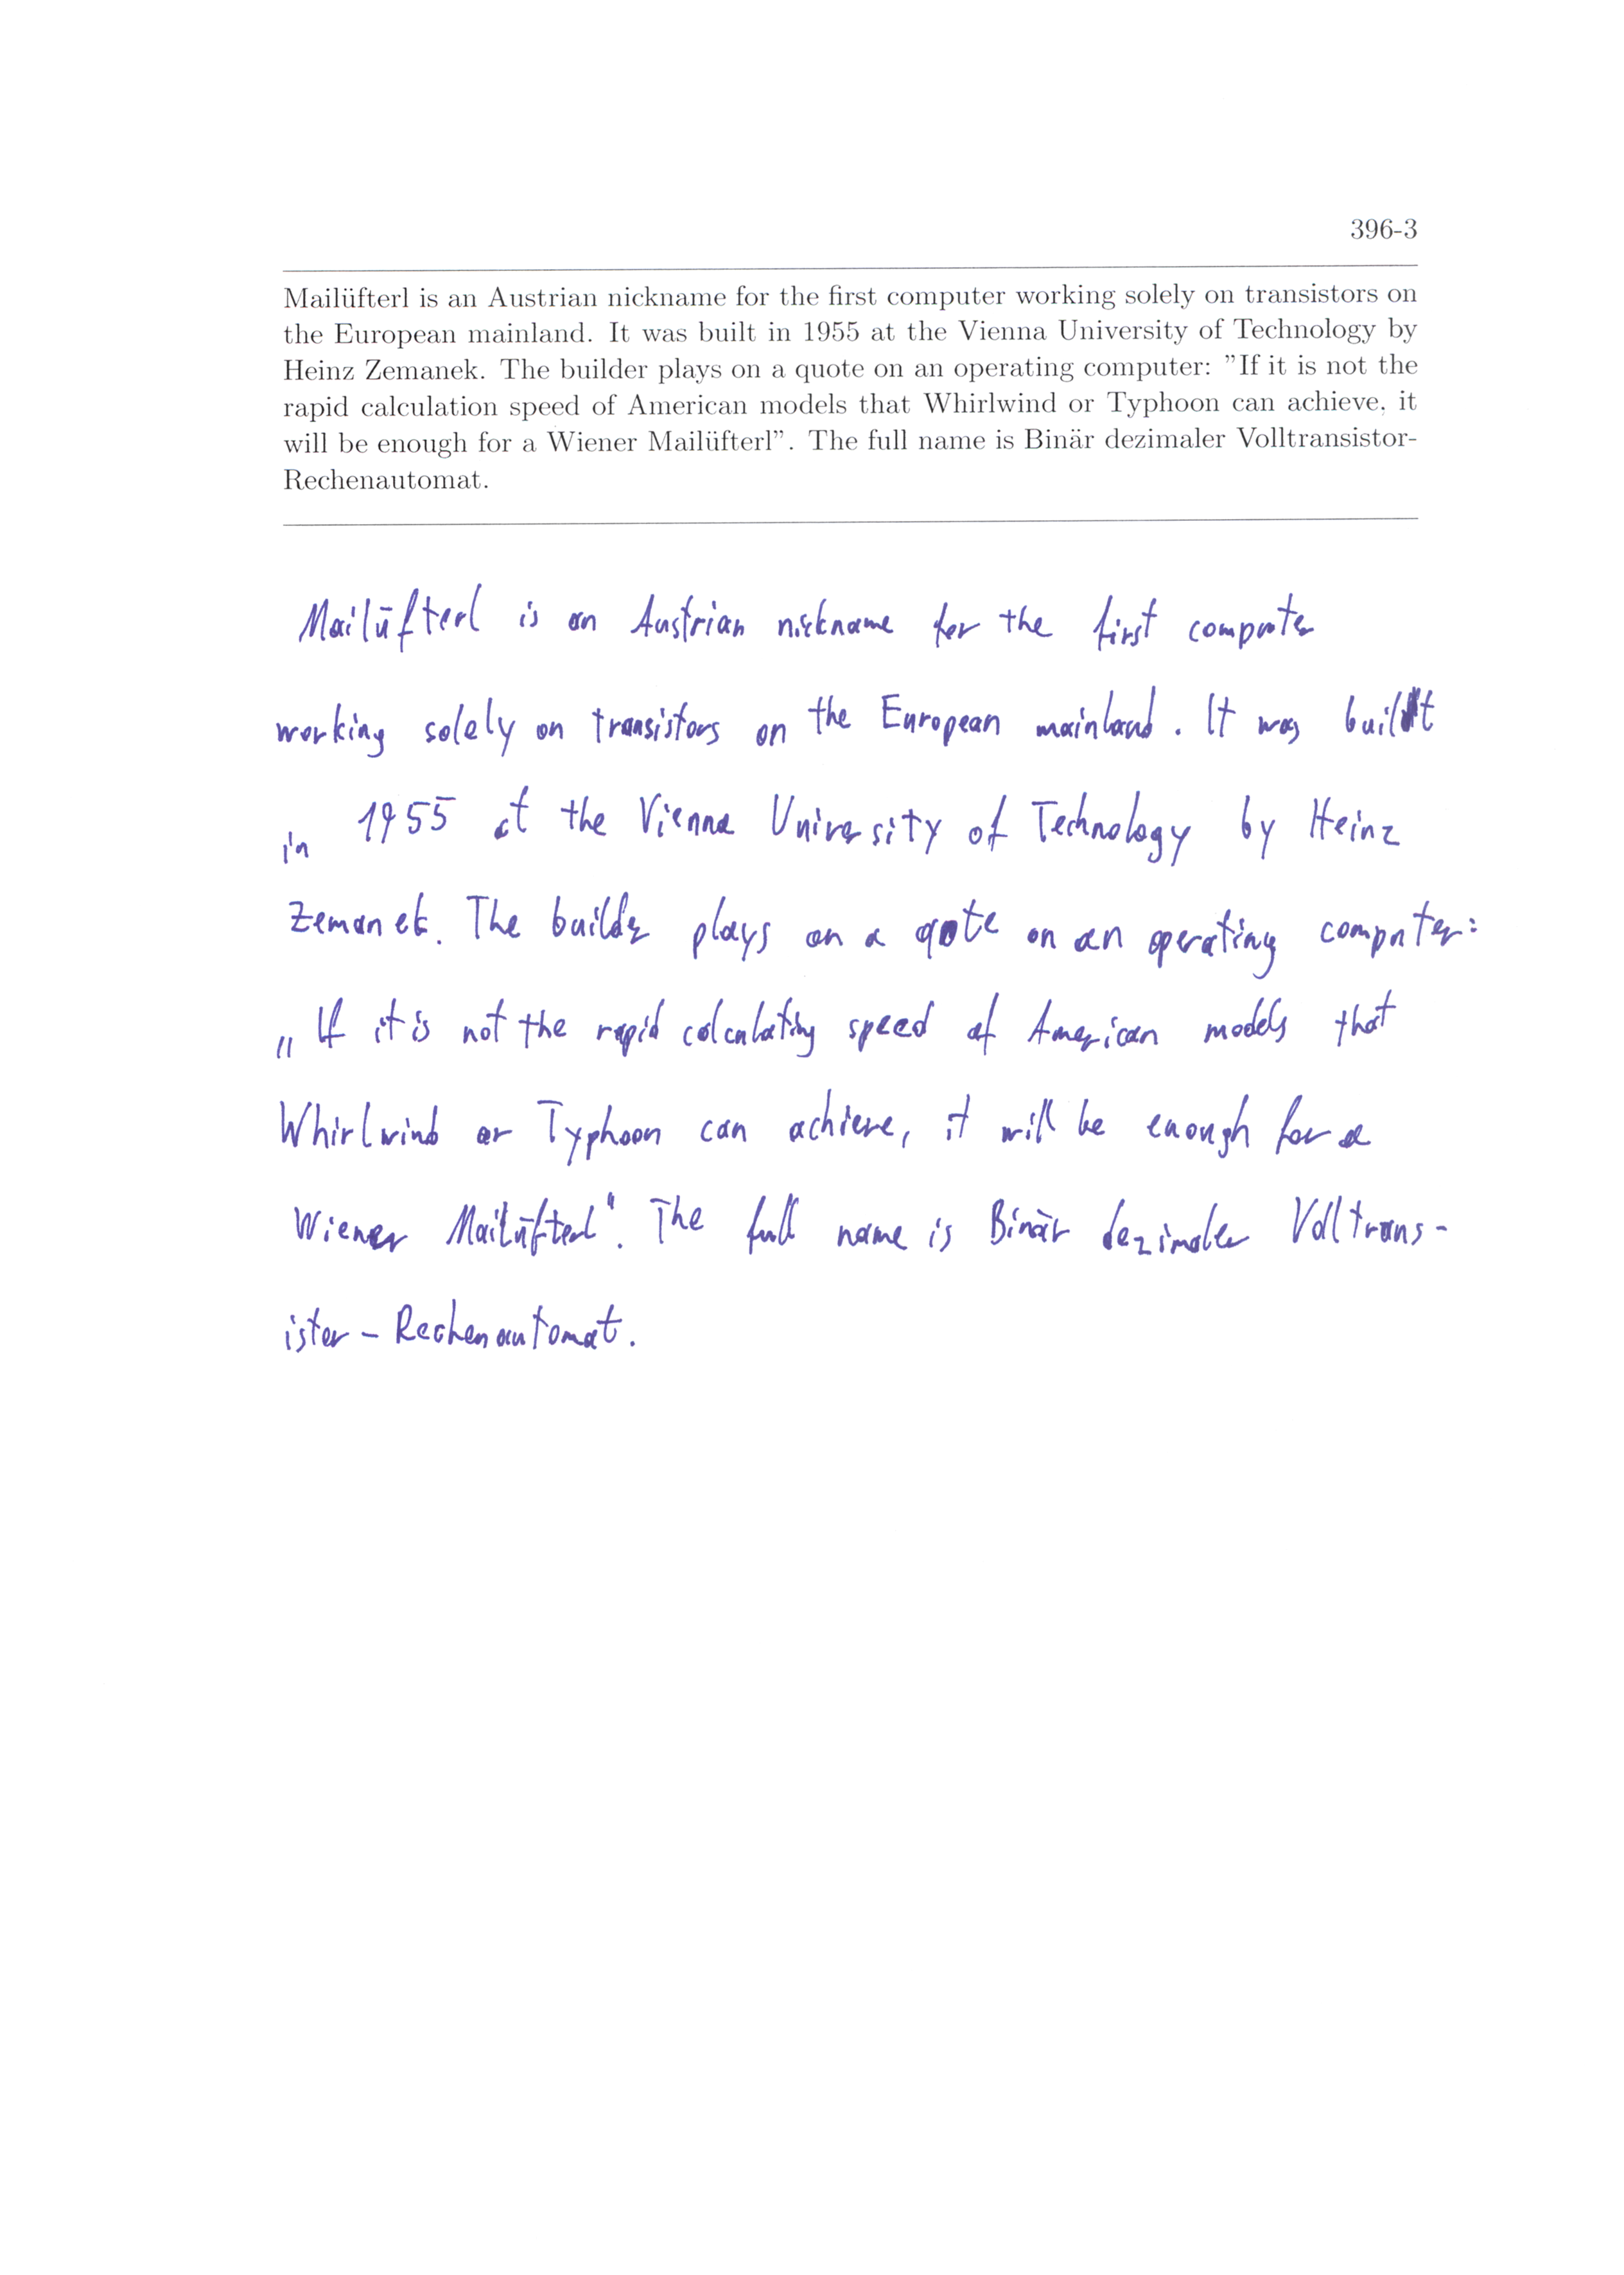 396-3
Mailüfterl is an Austrian nickname for the first computer working solely on transistors on
the European mainland. It was built in 1955 at the Vienna University of Technology by
Heinz Zemanek. The builder plays on a quote on an operating computer: ”If it is not the
rapid calculation speed of American models that Whirlwind or Typhoon can achieve, it
will be enough for a Wiener Mailüfterl”. The full name is Binär dezimaler Volltransistor-
Rechenautomat.
Mailüfterl is an Austrian nickname for the first computer
working solely on transistors on the European mainland. It was built
in 1955 at the Vienna University of Technology by Heinz
Zemanek. The builder plays on a qote on an operating computer:
„If it is not the rapid calculating speed of American models that
Whirlwind or Typhoon can achieve, it will be enough for a
Wiener Mailüfterl“. The full name is Binär dezimaler Volltrans-
istor-Rechenautomat.